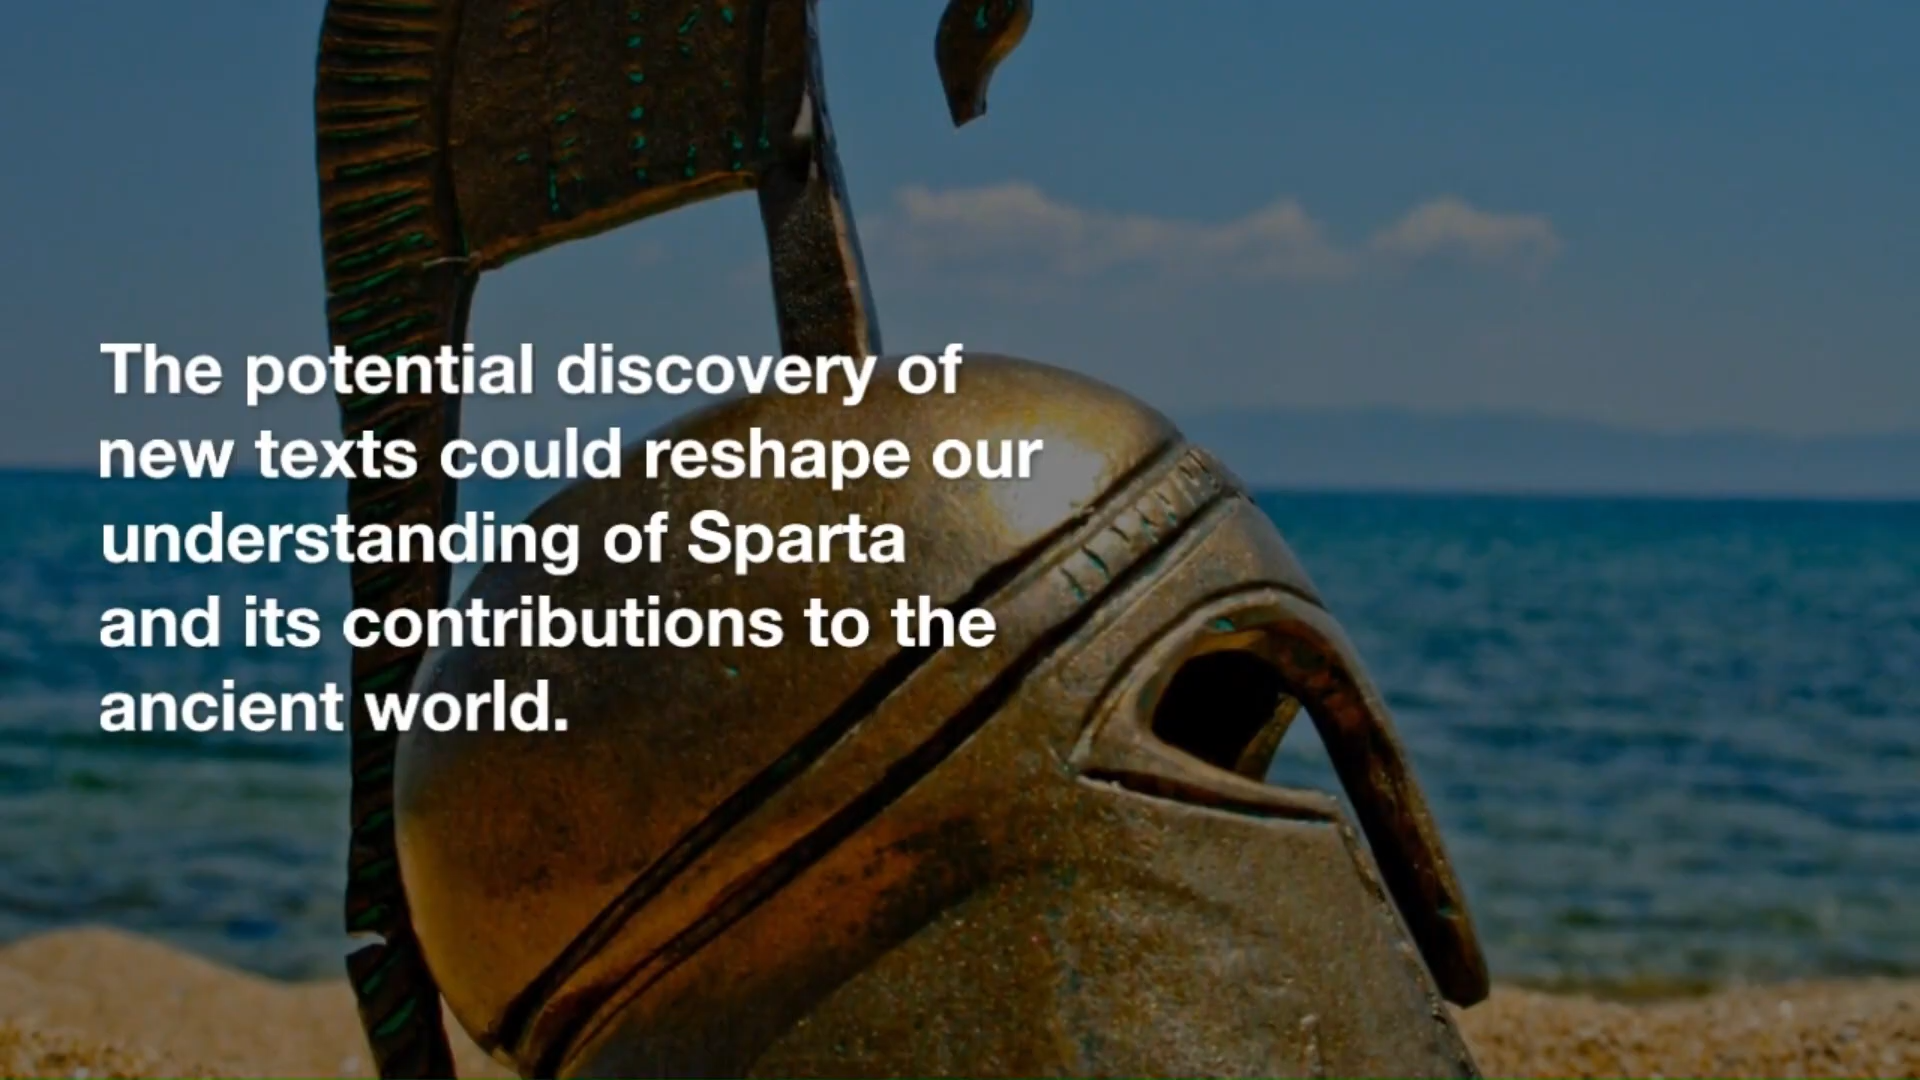 The potential discovery of
new texts could reshape our
understanding of Sparta
and its contributions to the
ancient world.